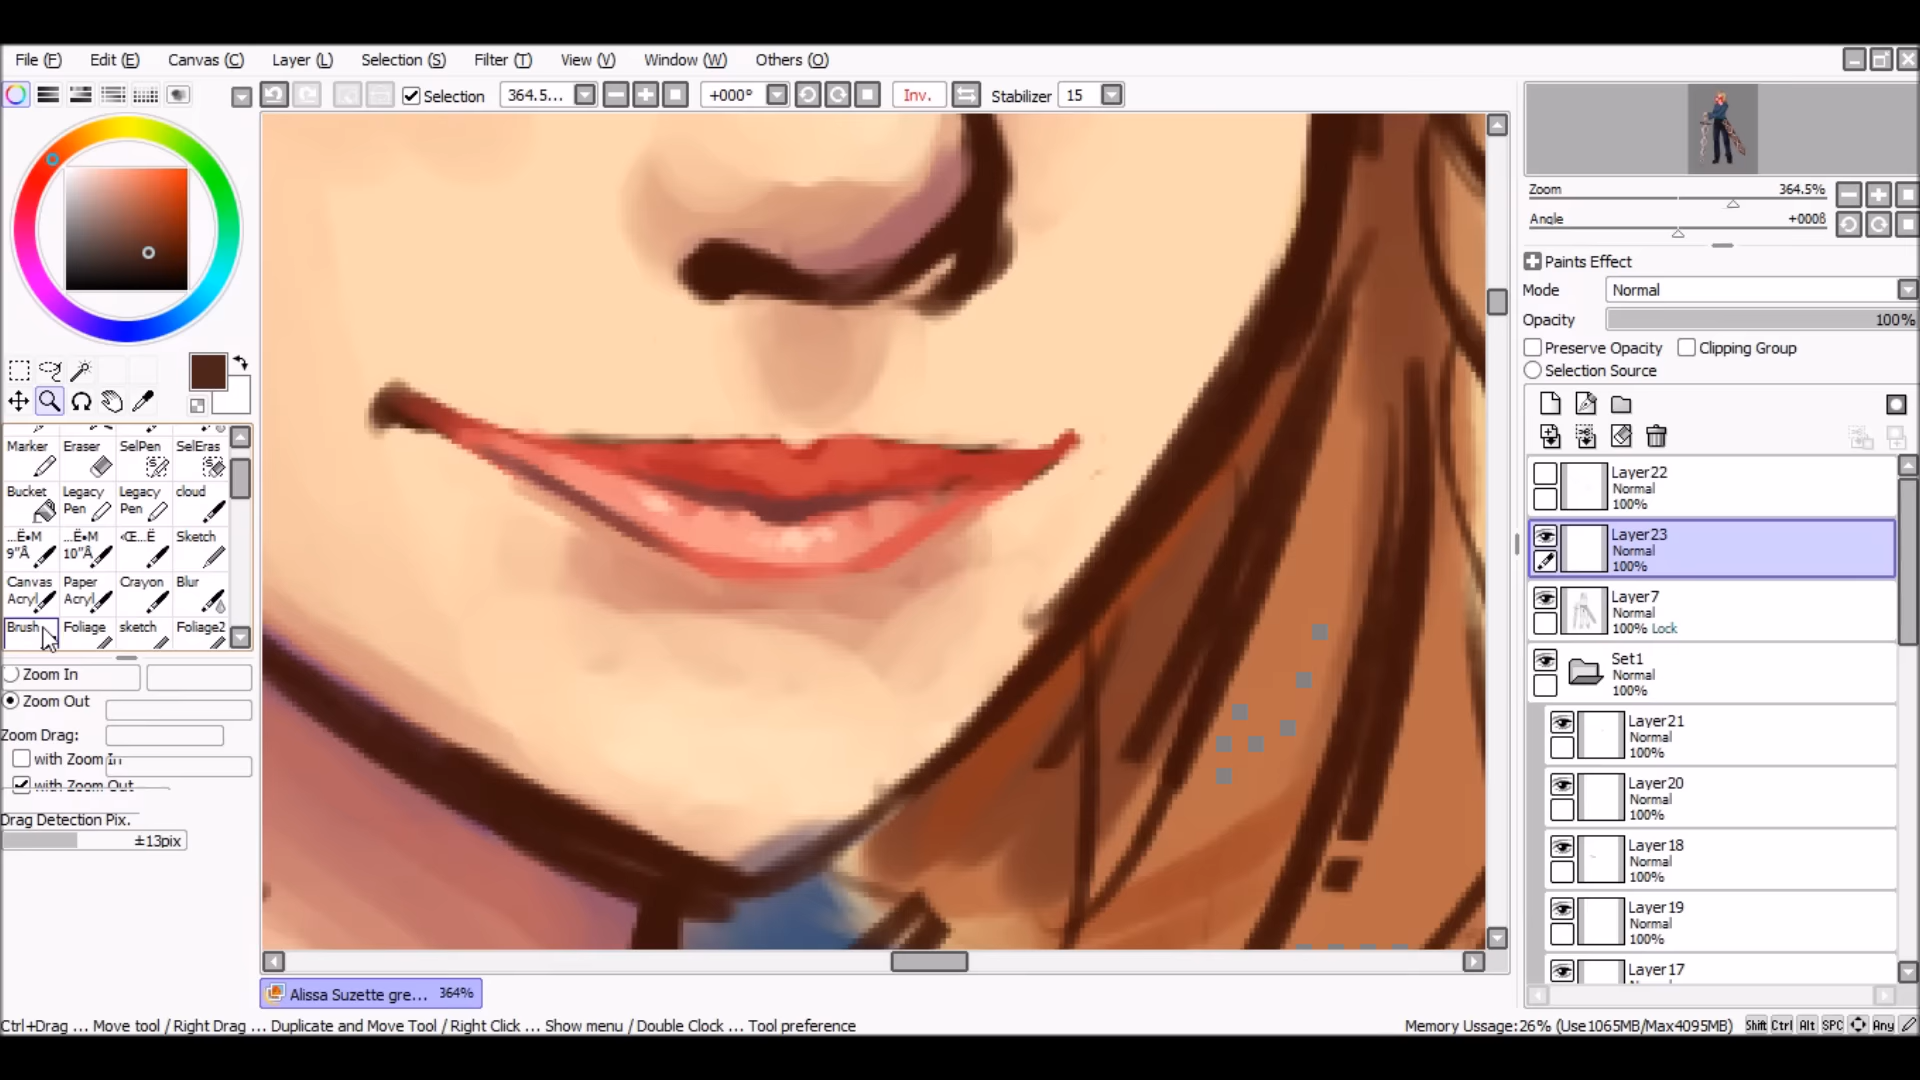 File (F) Edit (E) Canvas (C) Layer (L) Selection (S) Filter (T) View (V) Window (W) Others (O)
Selection 364.5... +000° Inv. Stabilizer 15
Zoom 364.5%
Angle +000ß
Paints Effect
Mode Normal
Opacity 100%
Preserve Opacity Clipping Group
Selection Source
Marker Eraser SelPen SelEras
Bucket Legacy Pen Legacy Pen cloud
...Ë•M 9"Â ...Ë•M 10"Â ‹Œ...Ë Sketch
Canvas Acryl Paper Acryl Crayon Blur
Brush Foliage sketch Foliage2
Zoom In
Zoom Out
Zoom Drag:
with Zoom In
with Zoom Out
Drag Detection Pix.
±13pix
Layer22
Normal
100%
Layer23
Normal
100%
Layer7
Normal
100% Lock
Set1
Normal
100%
Layer21
Normal
100%
Layer20
Normal
100%
Layer18
Normal
100%
Layer19
Normal
100%
Layer17
Alissa Suzette gre... 364%
Ctrl+Drag ... Move tool / Right Drag ... Duplicate and Move Tool / Right Click ... Show menu / Double Clock ... Tool preference
Memory Ussage:26% (Use1065MB/Max4095MB) Shift Ctrl Alt SPC Any